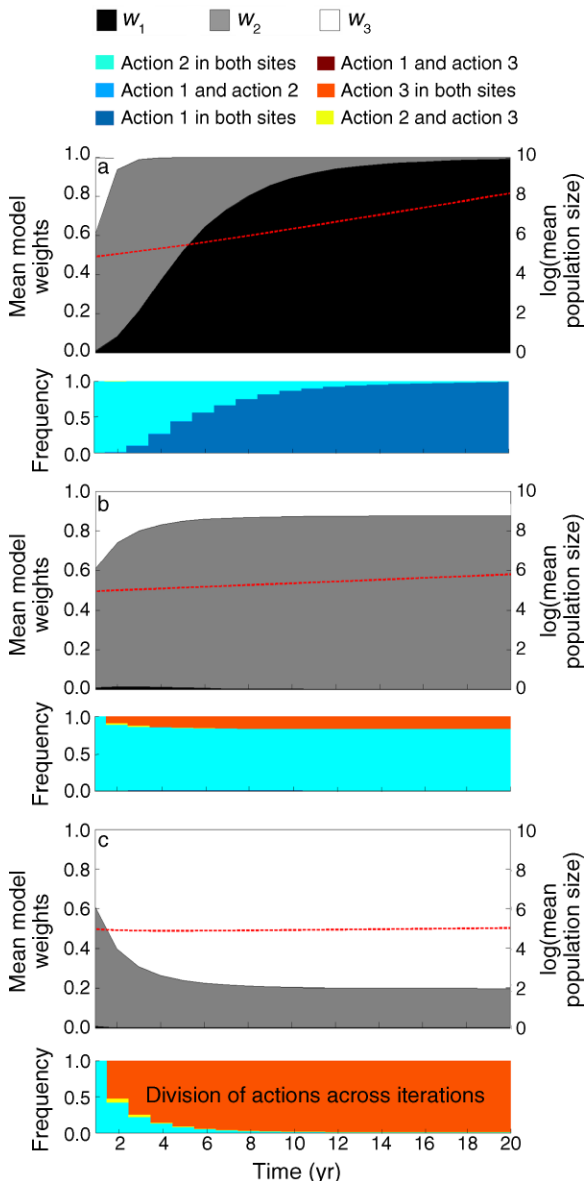 w1 w2 w3
Action 2 in both sites Action 1 and action 3
Action 1 and action 2 Action 3 in both sites
Action 1 in both sites Action 2 and action 3
a
Mean model
weights
1.0
0.8
0.6
0.4
0.2
0.0
10
8
6
4
2
0
log(mean
population size)
Frequency
1.0
0.5
0.0
b
Mean model
weights
1.0
0.8
0.6
0.4
0.2
0.0
10
8
6
4
2
0
log(mean
population size)
Frequency
1.0
0.5
0.0
c
Mean model
weights
1.0
0.8
0.6
0.4
0.2
0.0
10
8
6
4
2
0
log(mean
population size)
Frequency
1.0
0.5
0.0
Division of actions across iterations
2 4 6 8 10 12 14 16 18 20
Time (yr)